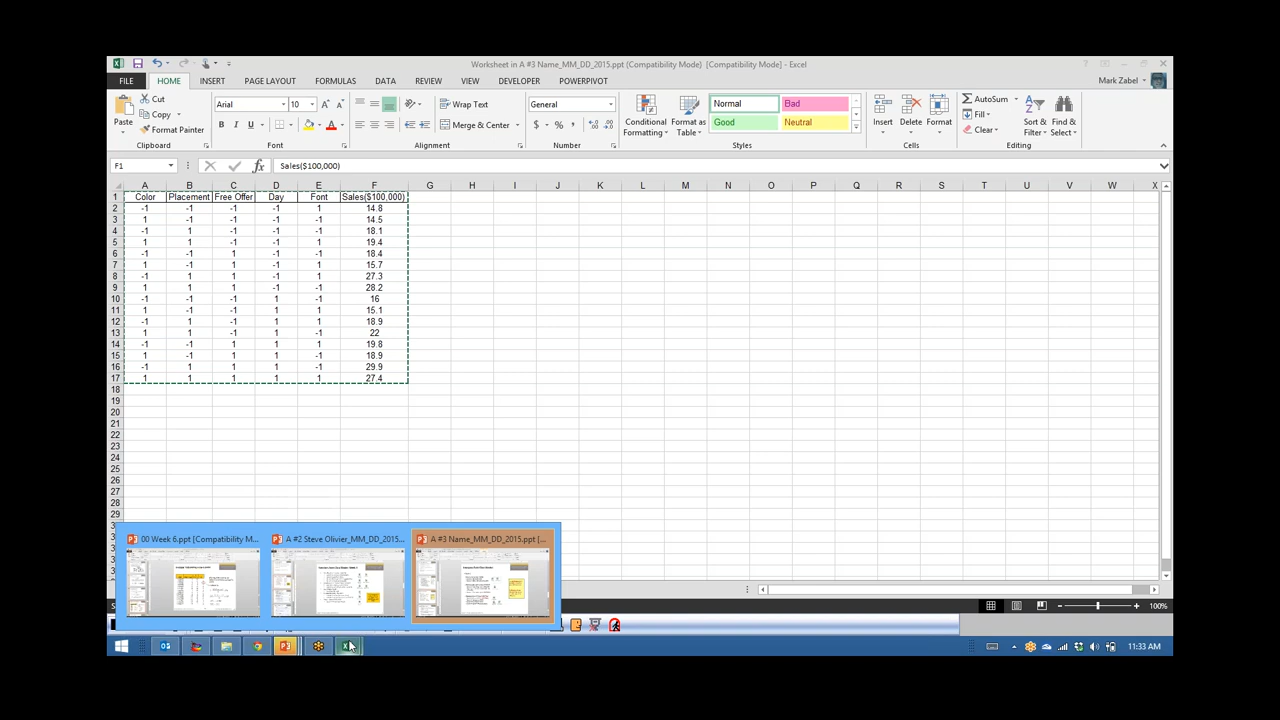 Worksheet in A #3 Name_MM_DD_2015.ppt (Compatibility Mode) [Compatibility Mode] - Excel
FILE HOME INSERT PAGE LAYOUT FORMULAS DATA REVIEW VIEW DEVELOPER POWERPIVOT Mark Zabel
Paste Cut Copy Format Painter Clipboard
Arial 10 B I U Font
Wrap Text Merge & Center Alignment
General $ % , Number
Conditional Formatting Format as Table Normal Bad Good Neutral Styles
Insert Delete Format Cells
AutoSum Fill Clear Sort & Filter Find & Select Editing
F1 fx Sales($100,000)
A B C D E F G H I J K L M N O P Q R S T U V W X
1 Color Placement Free Offer Day Font Sales($100,000)
2 -1 -1 -1 -1 1 14.8
3 1 -1 -1 -1 -1 14.5
4 -1 1 -1 -1 -1 18.1
5 1 1 -1 -1 1 19.4
6 -1 -1 1 -1 -1 18.4
7 1 -1 1 -1 1 15.7
8 -1 1 1 -1 1 27.3
9 1 1 1 -1 -1 28.2
10 -1 -1 -1 1 -1 16
11 1 -1 -1 1 1 15.1
12 -1 1 -1 1 1 18.9
13 1 1 -1 1 -1 22
14 -1 -1 1 1 1 19.8
15 1 -1 1 1 -1 18.9
16 -1 1 1 1 -1 29.9
17 1 1 1 1 1 27.4
18
19
20
21
22
23
24
25
26
27
28
29
00 Week 6.ppt [Compatibility M... A #2 Steve Olivier_MM_DD_2015... A #3 Name_MM_DD_2015.ppt [...
100%
11:33 AM